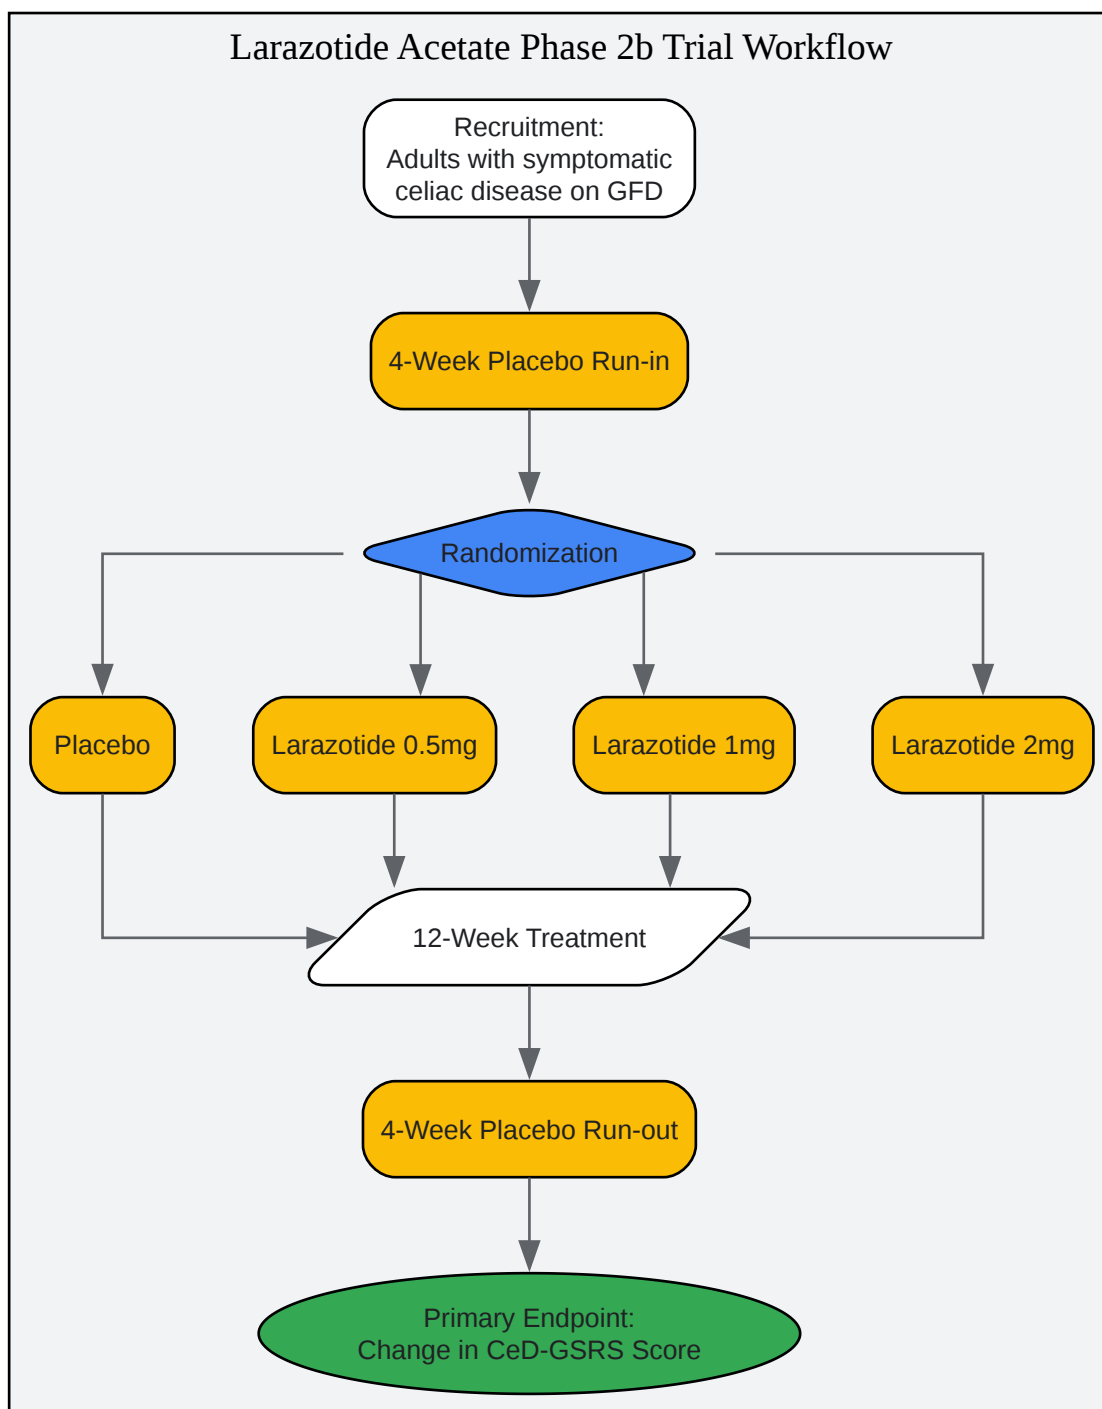 Larazotide Acetate Phase 2b Trial Workflow
Recruitment:
Adults with symptomatic
celiac disease on GFD
4-Week Placebo Run-in
Randomization
Placebo
Larazotide 0.5mg
Larazotide 1mg
Larazotide 2mg
12-Week Treatment
4-Week Placebo Run-out
Primary Endpoint:
Change in CeD-GSRS Score